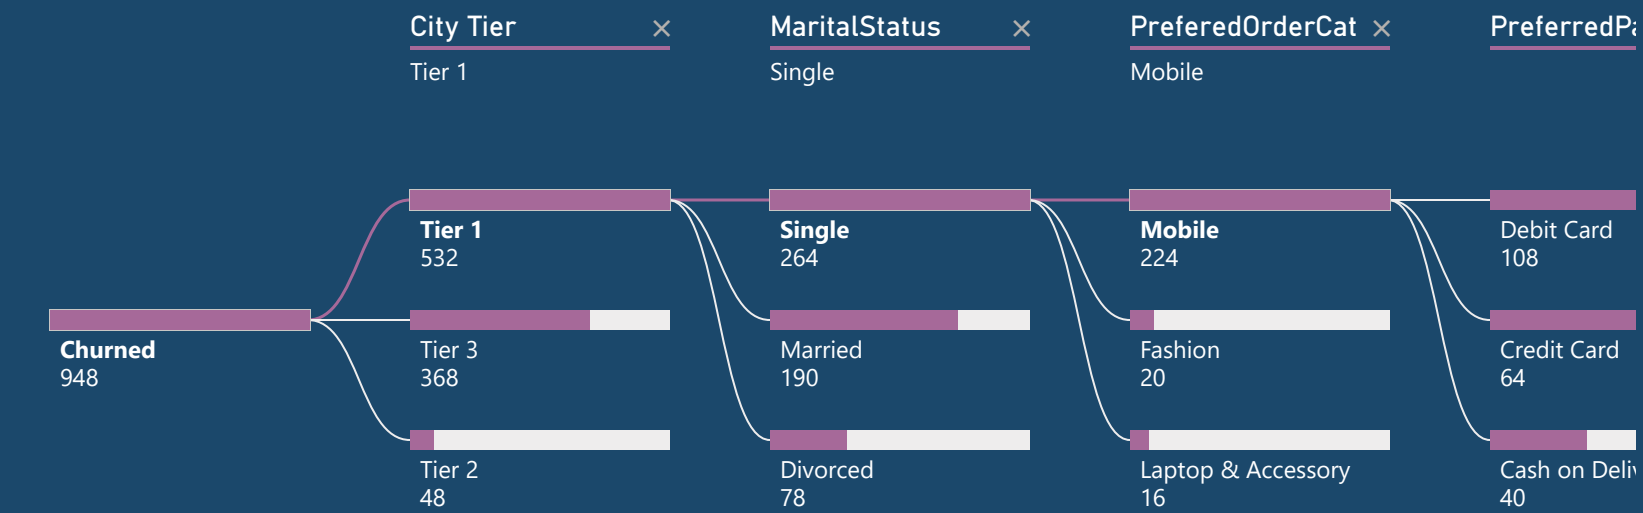 City Tier
Tier 1
MaritalStatus
Single
PreferedOrderCat
Mobile
Churned
948
Tier 1
532
Tier 3
368
Tier 2
48
Single
264
Married
190
Divorced
78
Mobile
224
Fashion
20
Laptop & Accessory
16
Debit Card
108
Credit Card
64
Cash on
40